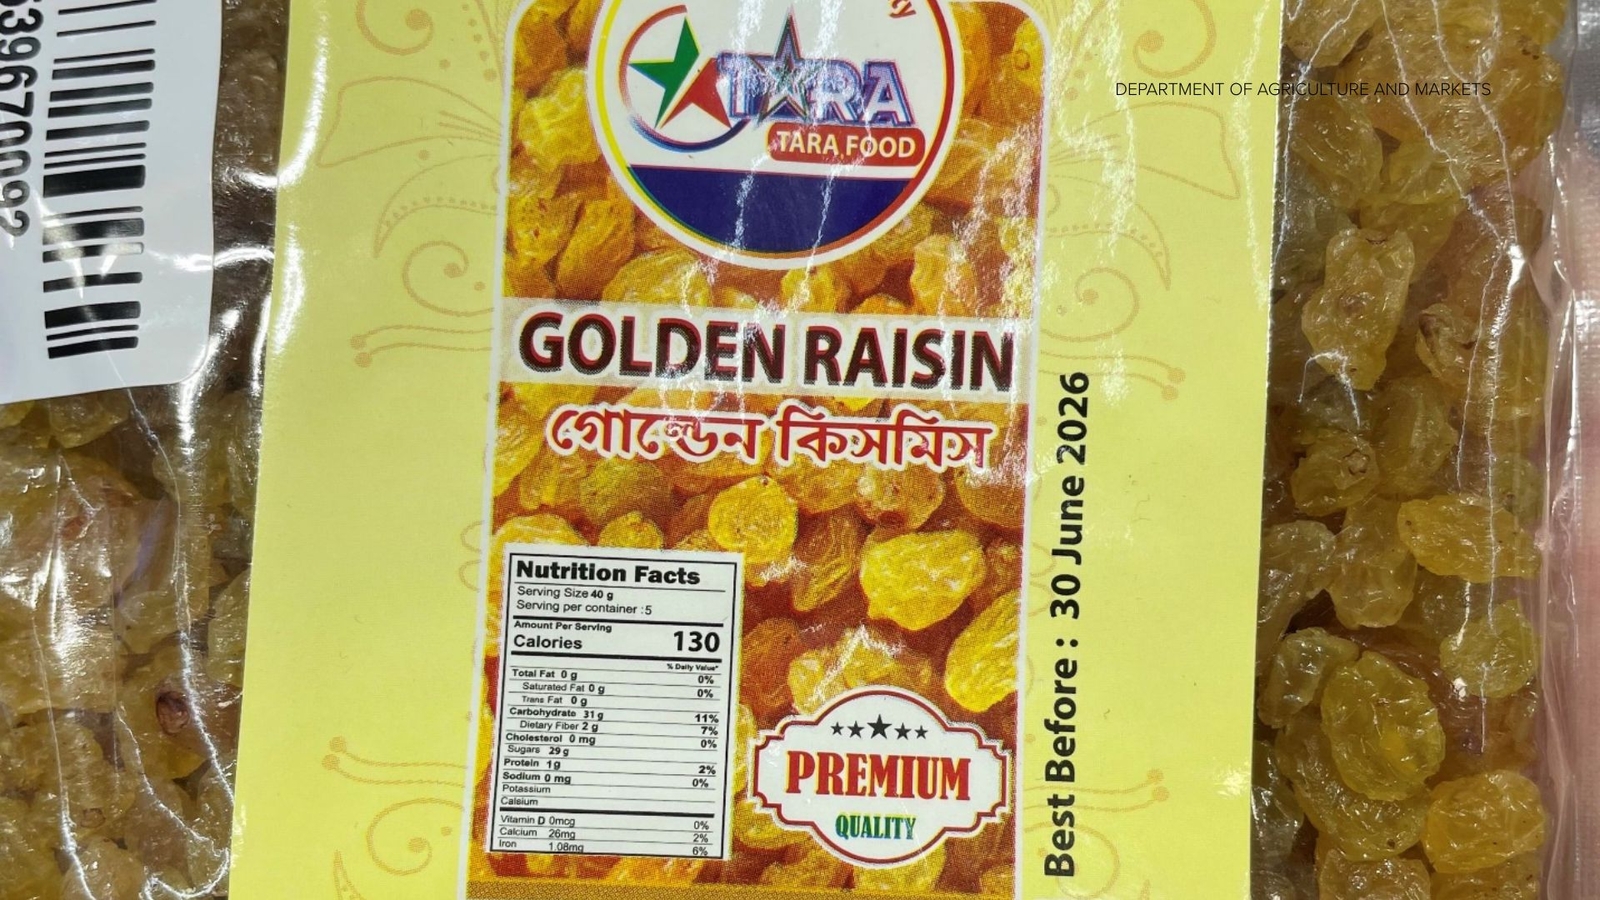 DEPARTMENT OF AGRICULTURE AND MARKETS
TARA
TARA FOOD
GOLDEN RAISIN
গোল্ডেন কিসমিস
Best Before : 30 June 2026
Nutrition Facts
Serving Size 40 g
Serving per container :5
Amount Per Serving
Calories 130
% Daily Value*
Total Fat 0 g 0%
Saturated Fat 0 g 0%
Trans Fat 0 g
Carbohydrate 31 g 11%
Dietary Fiber 2 g 7%
Cholesterol 0 mg 0%
Sugars 29 g
Protein 1g 2%
Sodium 0 mg 0%
Potassium
Calsium
Vitamin D 0mcg 0%
Calcium 26mg 2%
Iron 1.08mg 6%
PREMIUM
QUALITY